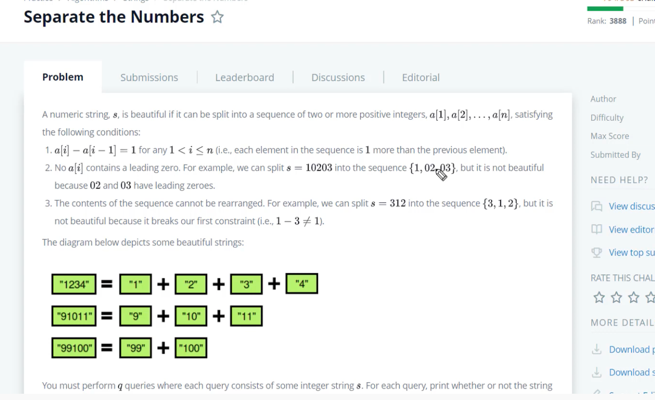 Separate the Numbers
Rank: 3888 | Point
Problem
Submissions
Leaderboard
Discussions
Editorial
A numeric string, s, is beautiful if it can be split into a sequence of two or more positive integers, a[1], a[2], . . . , a[n], satisfying
the following conditions:
1. a[i] − a[i − 1] = 1 for any 1 < i ≤ n (i.e., each element in the sequence is 1 more than the previous element).
2. No a[i] contains a leading zero. For example, we can split s = 10203 into the sequence {1, 02, 03}, but it is not beautiful
because 02 and 03 have leading zeroes.
3. The contents of the sequence cannot be rearranged. For example, we can split s = 312 into the sequence {3, 1, 2}, but it is
not beautiful because it breaks our first constraint (i.e., 1 − 3 ≠ 1).
The diagram below depicts some beautiful strings:
"1234" = "1" + "2" + "3" + "4"
"91011" = "9" + "10" + "11"
"99100" = "99" + "100"
You must perform q queries where each query consists of some integer string s. For each query, print whether or not the string
Author
Difficulty
Max Score
Submitted By
NEED HELP?
View discus
View editor
View top su
RATE THIS CHAL
MORE DETAIL
Download p
Download s